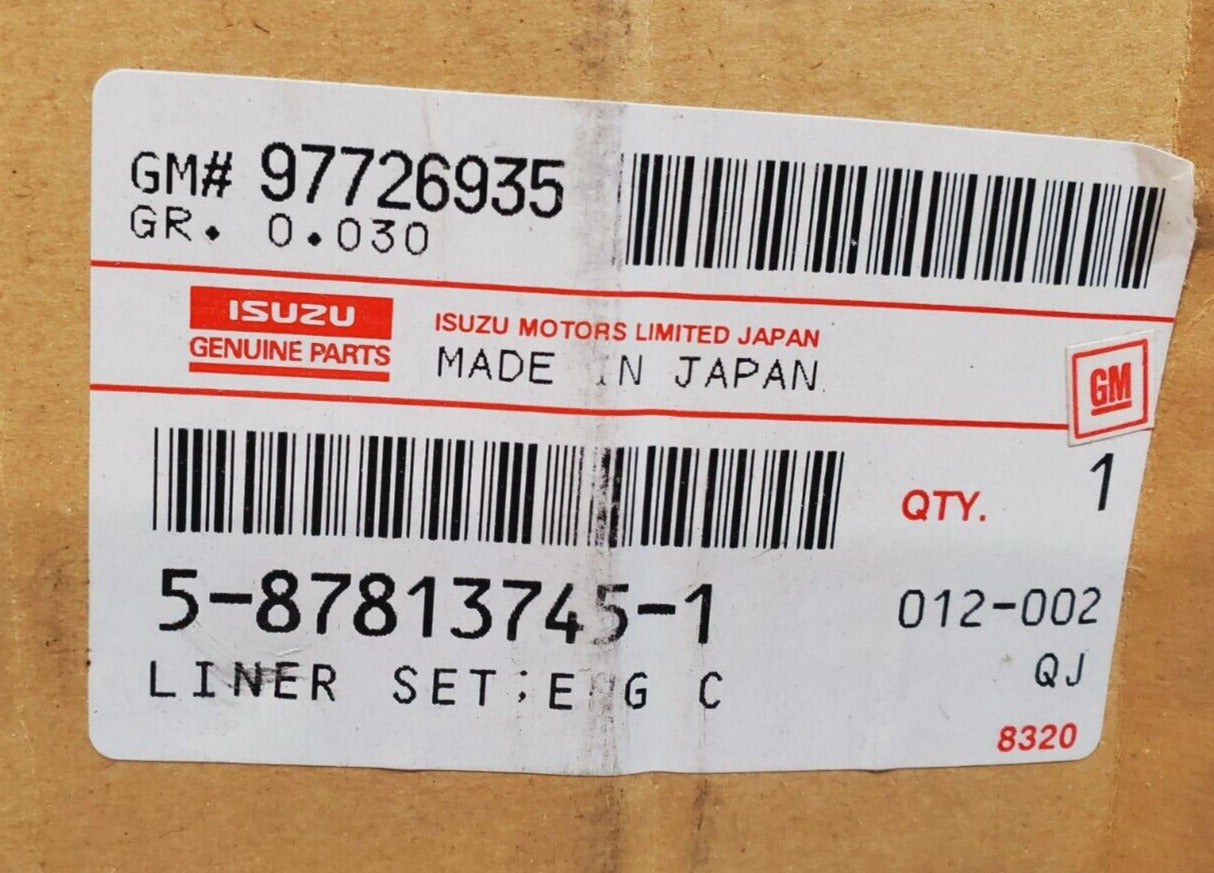 GM# 97726935
GR. 0.030
ISUZU
GENUINE PARTS
ISUZU MOTORS LIMITED JAPAN
MADE IN JAPAN
GM
QTY. 1
5-87813745-1
012-002
LINER SET; C
QJ
8320